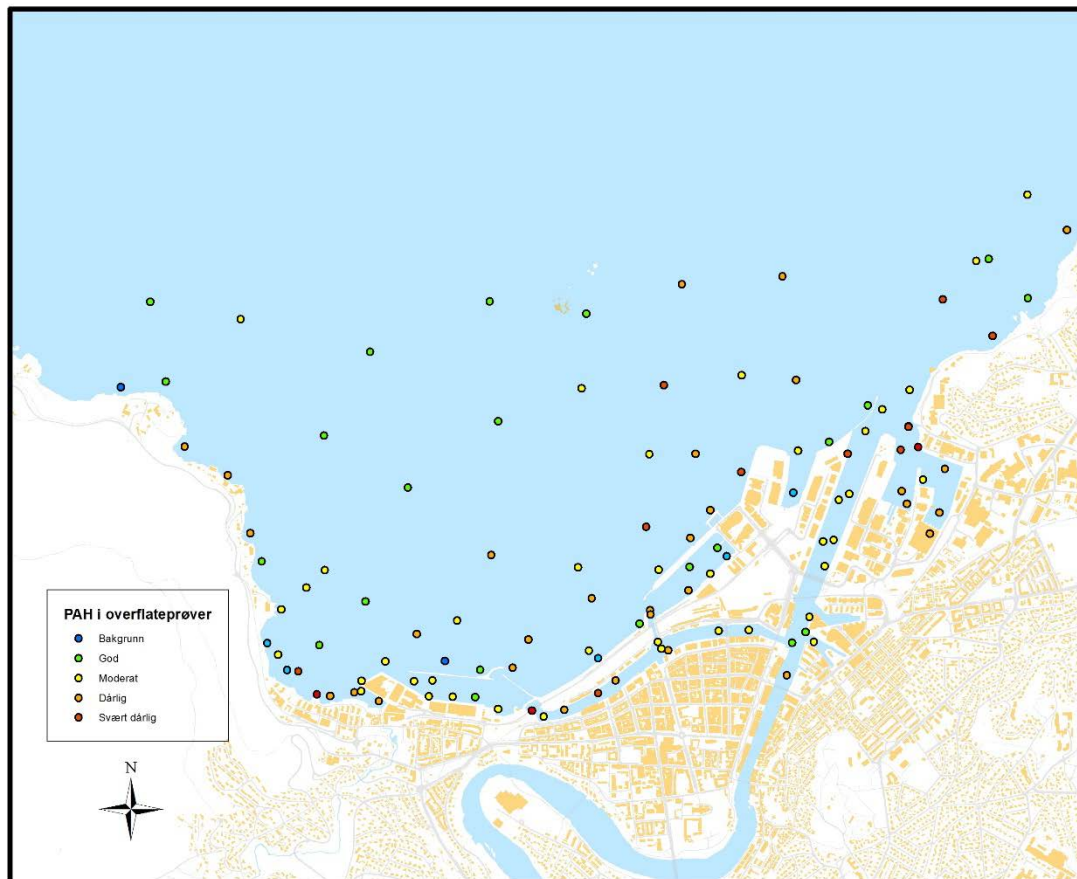 PAH i overflateprøver
Bakgrunn
God
Moderat
Dårlig
Svært dårlig
N